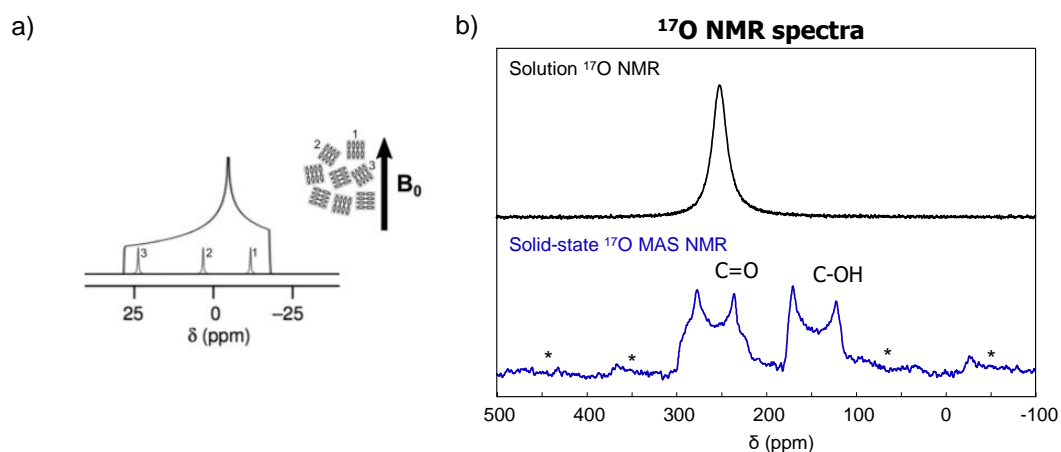 a)
2
1
3
B₀
3
2
1
25
0
−25
δ (ppm)
b)
¹⁷O NMR spectra
Solution ¹⁷O NMR
Solid-state ¹⁷O MAS NMR
C=O
C-OH
* * * *
500 400 300 200 100 0 -100
δ (ppm)